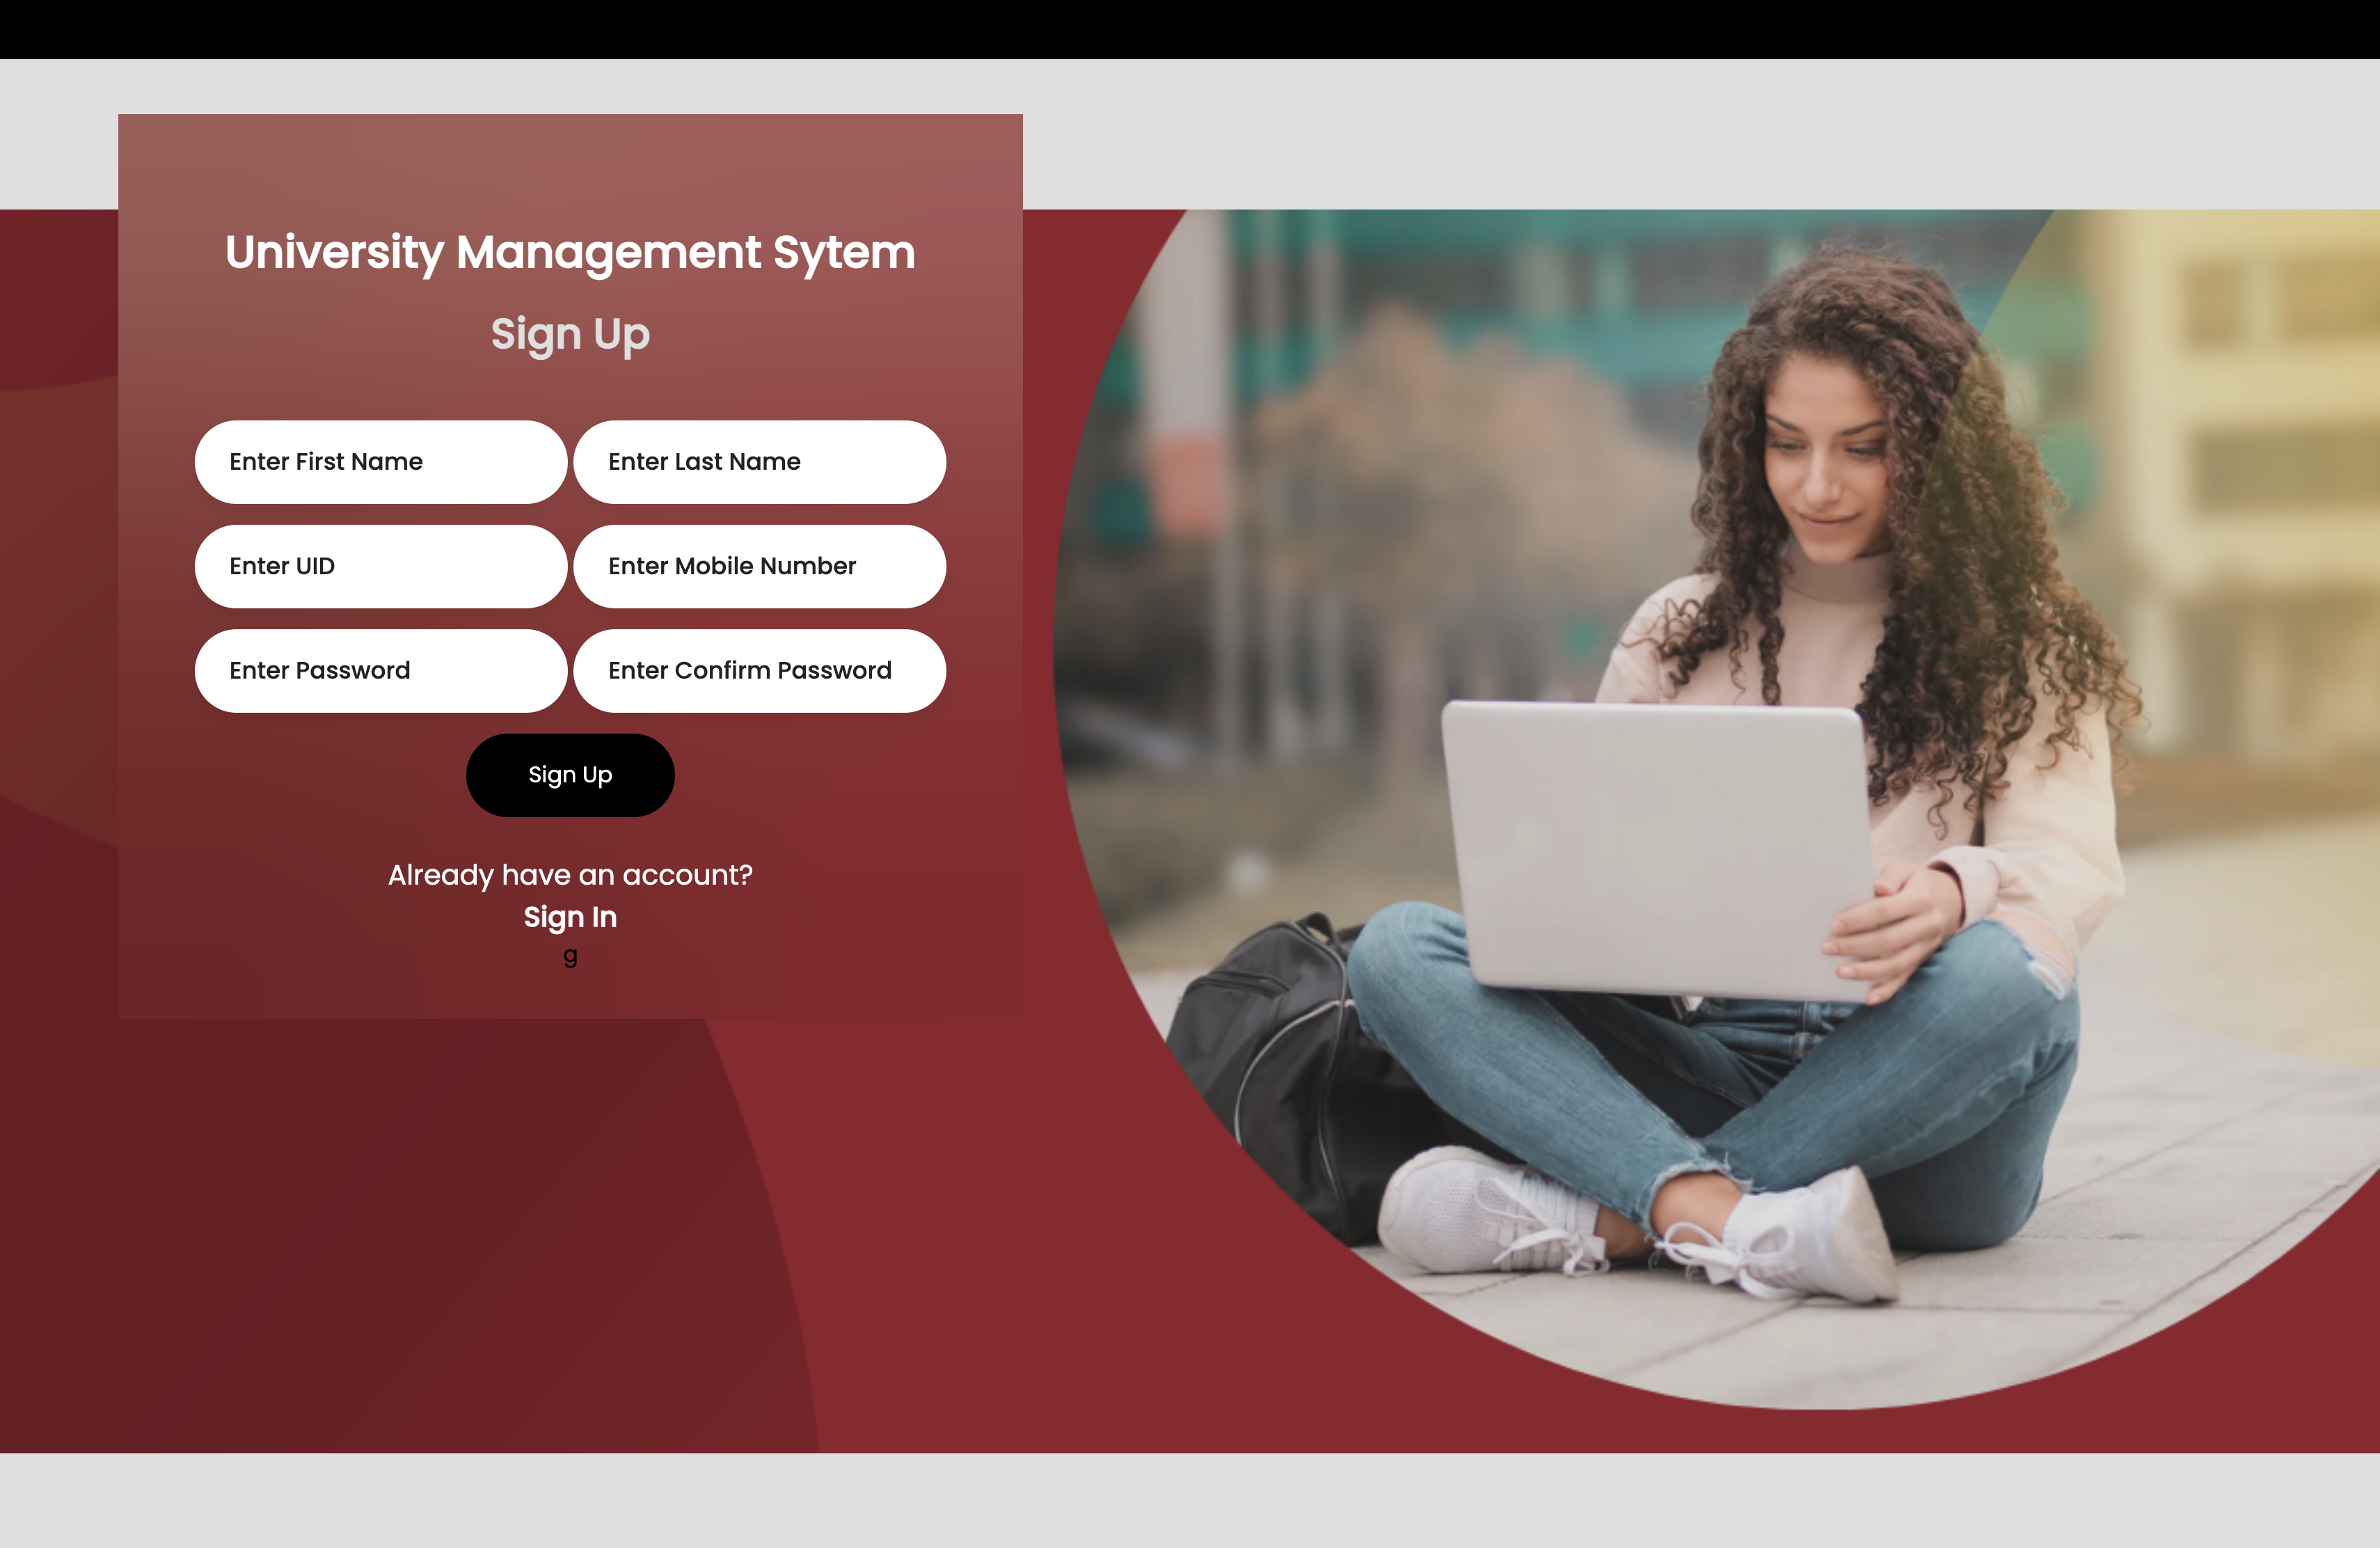 University Management Sytem
Sign Up
Enter First Name Enter Last Name
Enter UID Enter Mobile Number
Enter Password Enter Confirm Password
Sign Up
Already have an account?
Sign In
g